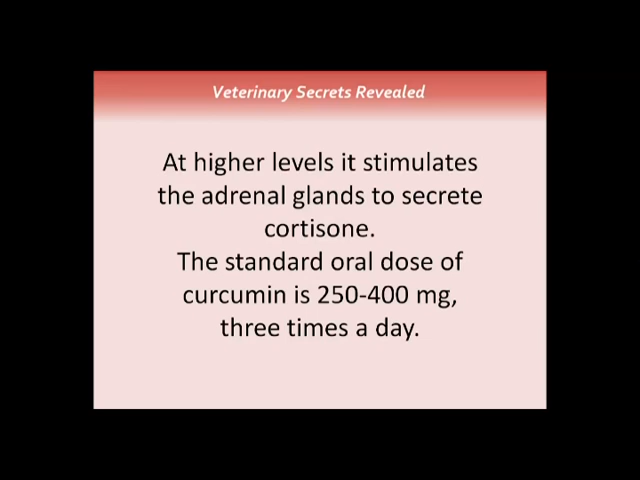 Veterinary Secrets Revealed
At higher levels it stimulates
the adrenal glands to secrete
cortisone.
The standard oral dose of
curcumin is 250-400 mg,
three times a day.